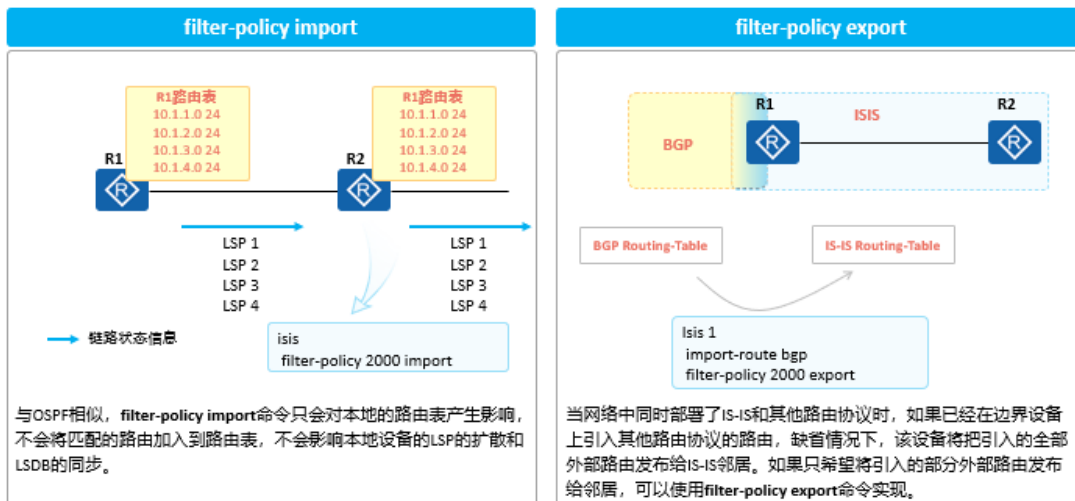 filter-policy import
R1路由表
10.1.1.0 24
10.1.2.0 24
10.1.3.0 24
10.1.4.0 24
R1路由表
10.1.1.0 24
10.1.2.0 24
10.1.3.0 24
10.1.4.0 24
R1
R2
R
R
LSP 1
LSP 2
LSP 3
LSP 4
LSP 1
LSP 2
LSP 3
LSP 4
链路状态信息
isis
filter-policy 2000 import
与OSPF相似，filter-policy import命令只会对本地的路由表产生影响，
不会将匹配的路由加入到路由表，不会影响本地设备的LSP的扩散和
LSDB的同步。
filter-policy export
BGP
R1
ISIS
R2
R
R
BGP Routing-Table
IS-IS Routing-Table
Isis 1
import-route bgp
filter-policy 2000 export
当网络中同时部署了IS-IS和其他路由协议时，如果已经在边界设备
上引入其他路由协议的路由，缺省情况下，该设备将把引入的全部
外部路由发布给IS-IS邻居。如果只希望将引入的部分外部路由发布
给邻居，可以使用filter-policy export命令实现。